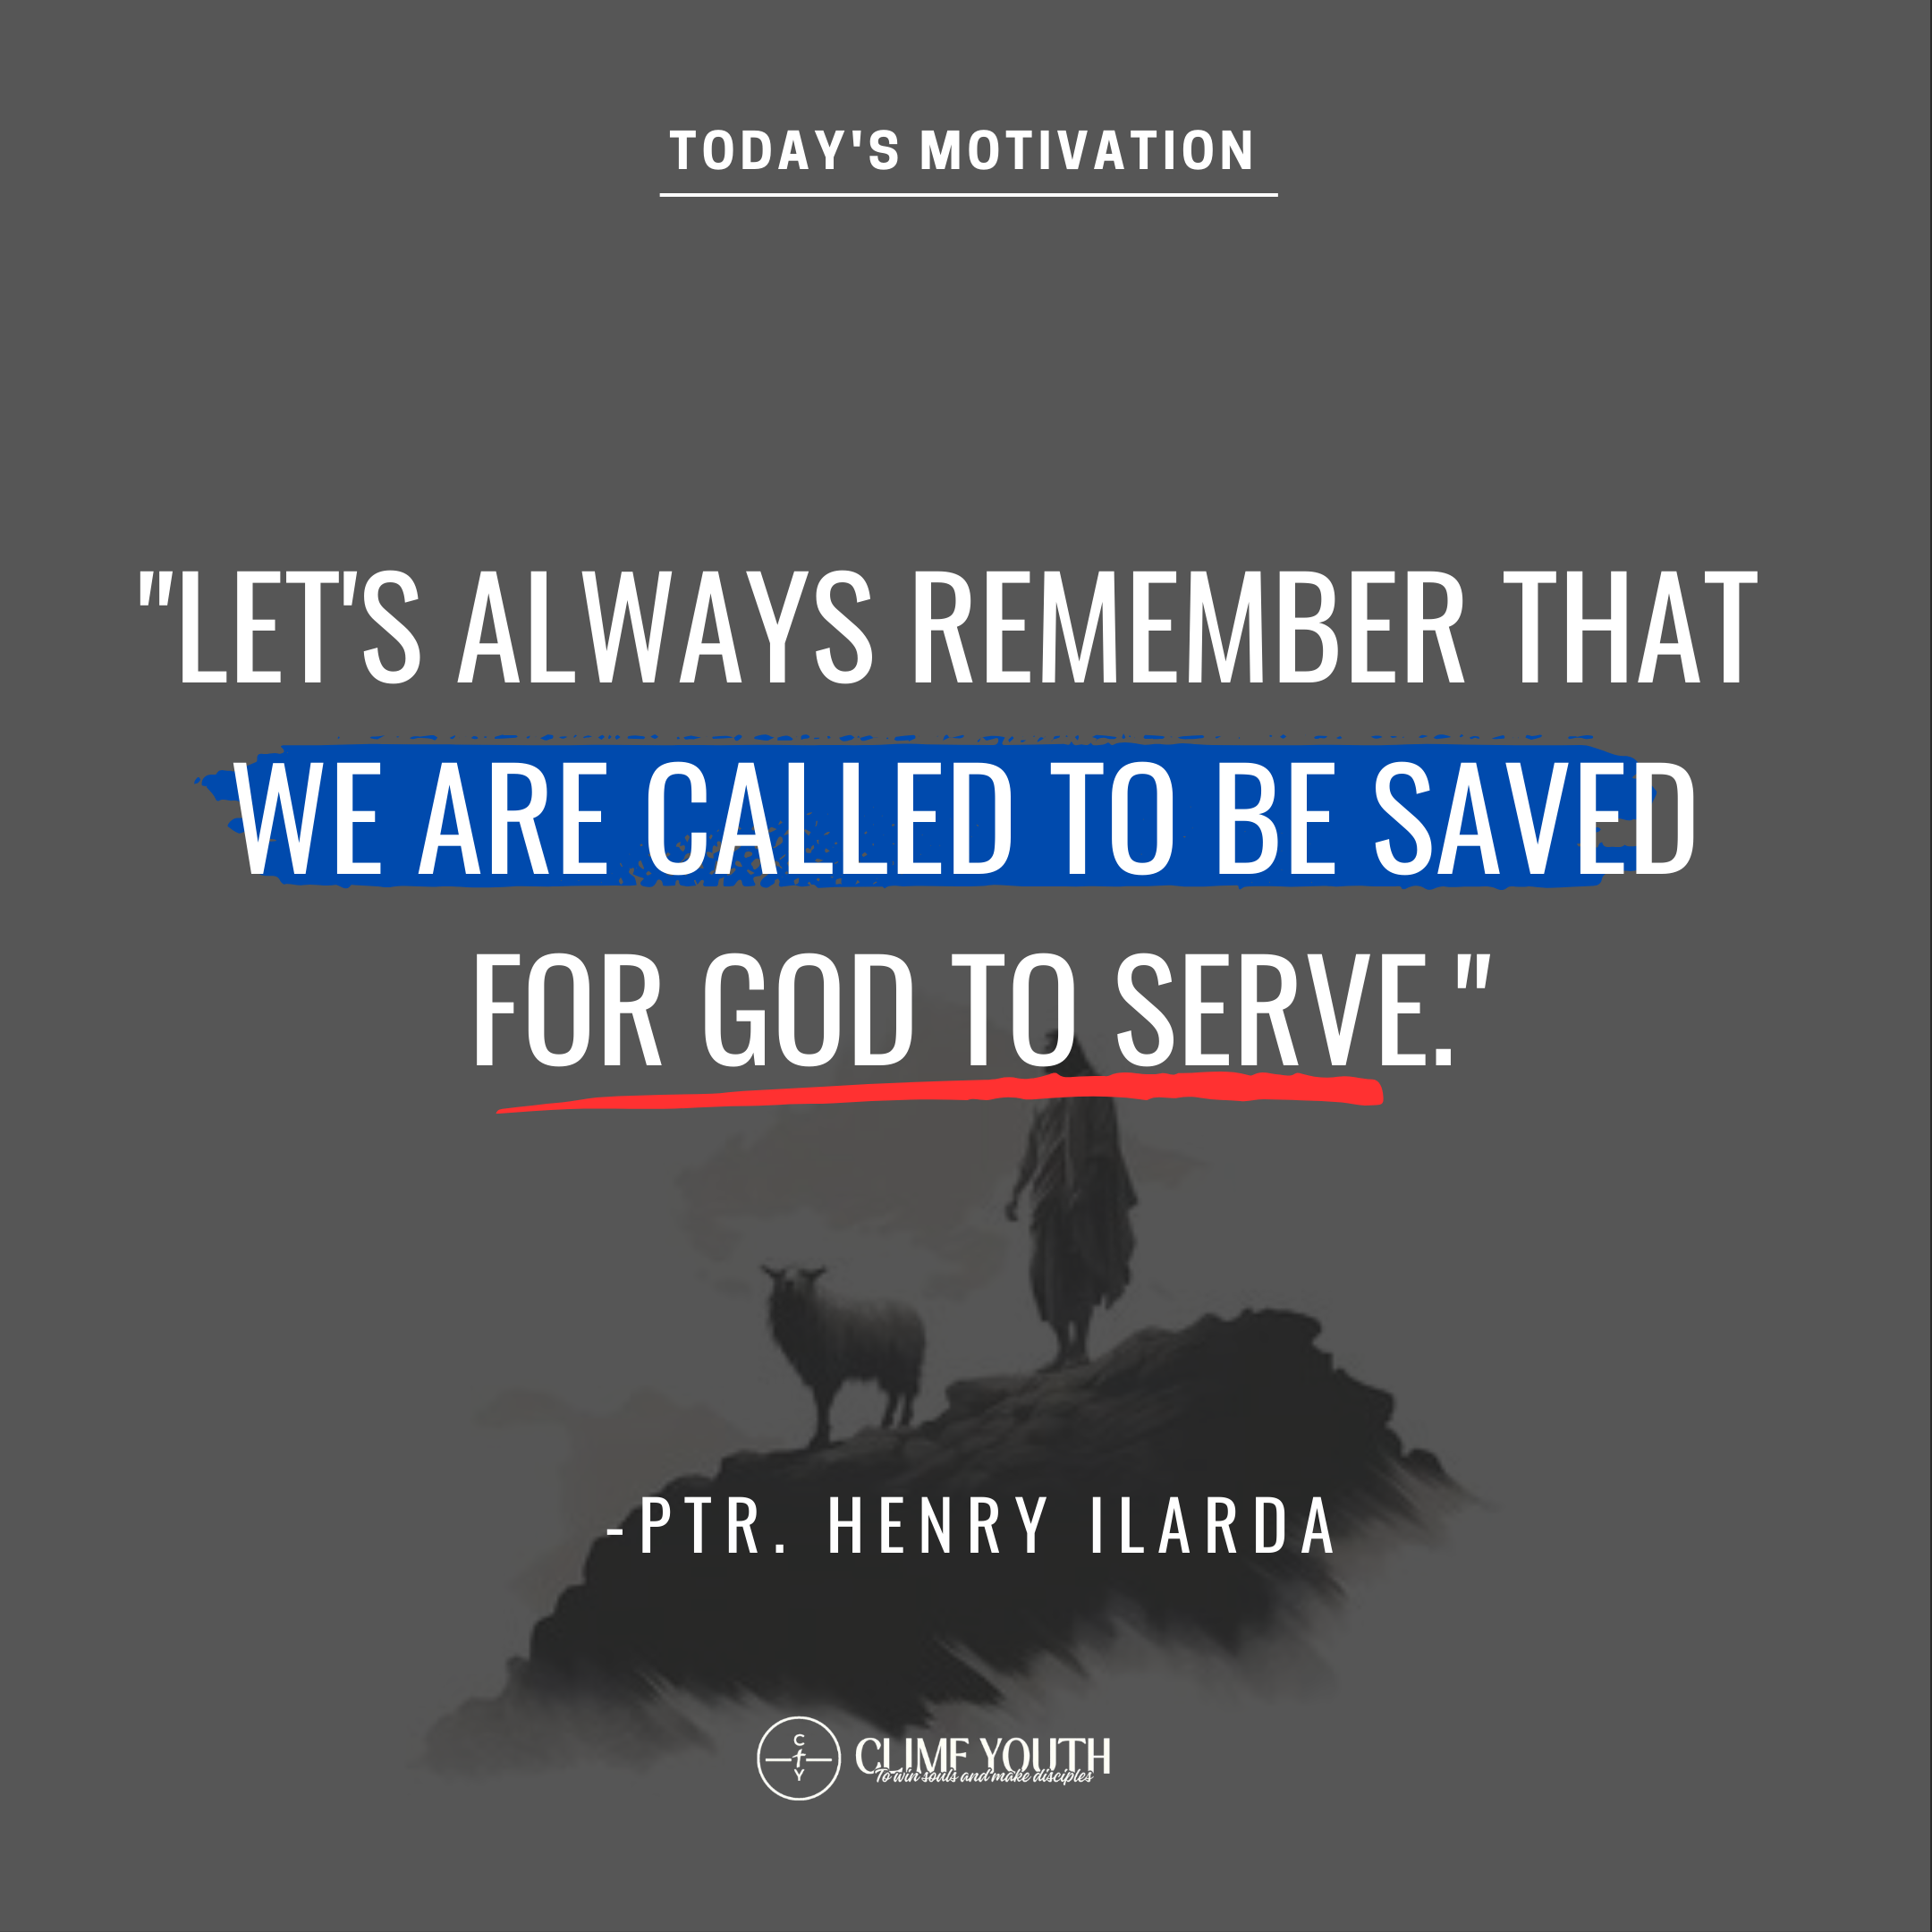 TODAY'S MOTIVATION
"LET'S ALWAYS REMEMBER THAT
WE ARE CALLED TO BE SAVED
FOR GOD TO SERVE."
-PTR. HENRY ILARDA
C
t
Y
CLIMF YOUTH
To win souls and make disciples